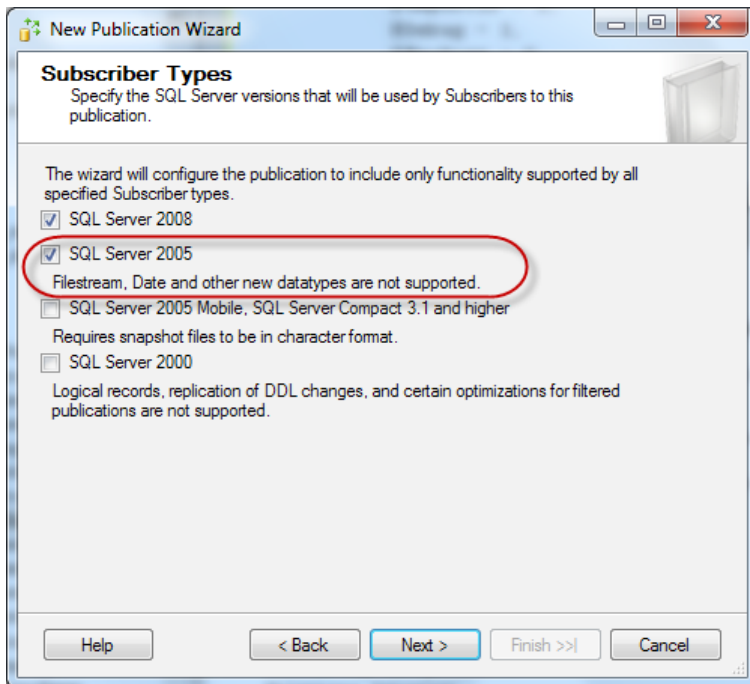 New Publication Wizard
Subscriber Types
Specify the SQL Server versions that will be used by Subscribers to this
publication.
The wizard will configure the publication to include only functionality supported by all
specified Subscriber types.
SQL Server 2008
SQL Server 2005
Filestream, Date and other new datatypes are not supported.
SQL Server 2005 Mobile, SQL Server Compact 3.1 and higher
Requires snapshot files to be in character format.
SQL Server 2000
Logical records, replication of DDL changes, and certain optimizations for filtered
publications are not supported.
Help
< Back
Next >
Finish >>|
Cancel